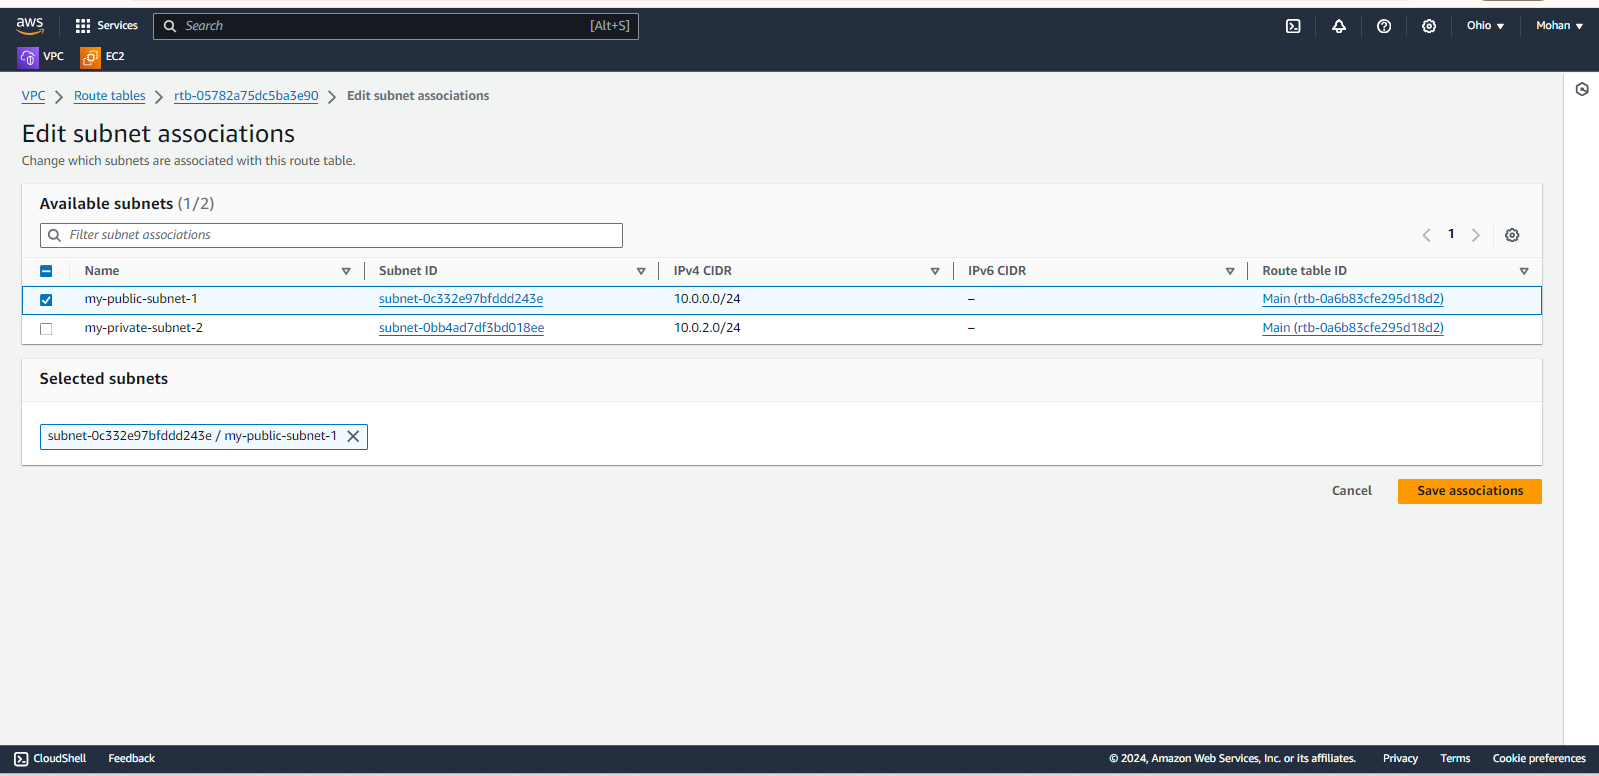 aws Services Search [Alt+S] Ohio Mohan
VPC EC2
VPC Route tables rtb-05782a75dc5ba3e90 Edit subnet associations
Edit subnet associations
Change which subnets are associated with this route table.
Available subnets (1/2)
Filter subnet associations 1
Name Subnet ID IPv4 CIDR IPv6 CIDR Route table ID
my-public-subnet-1 subnet-0c332e97bfddd243e 10.0.0.0/24 – Main (rtb-0a6b83cfe295d18d2)
my-private-subnet-2 subnet-0bb4ad7df3bd018ee 10.0.2.0/24 – Main (rtb-0a6b83cfe295d18d2)
Selected subnets
subnet-0c332e97bfddd243e / my-public-subnet-1
Cancel Save associations
CloudShell Feedback © 2024, Amazon Web Services, Inc. or its affiliates. Privacy Terms Cookie preferences